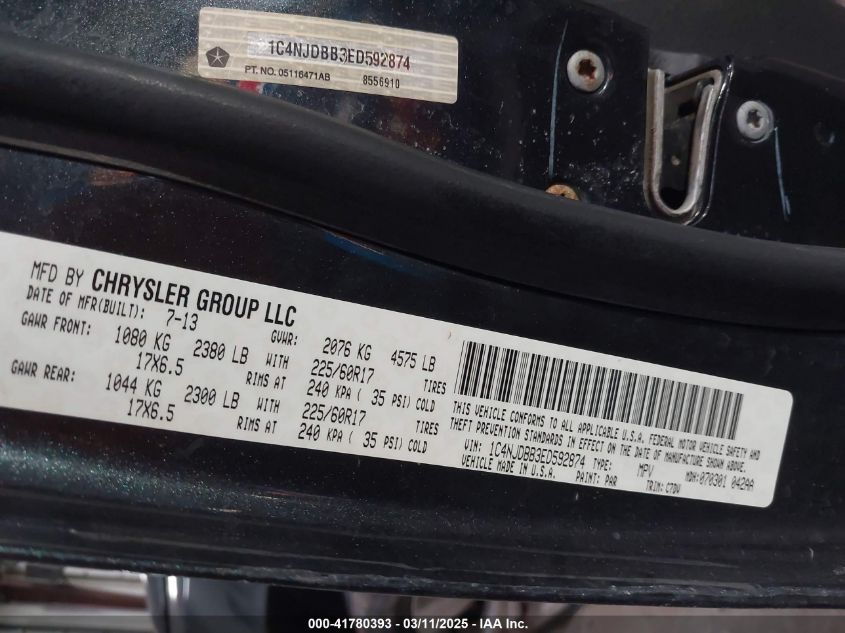 1C4NJDBB3ED592874
PT. NO. 05116471AB 8556910
MFD BY CHRYSLER GROUP LLC
DATE OF MFR(BUILT): 7-13 GVWR: 2076 KG 4575 LB
GAWR FRONT: 1080 KG 2380 LB WITH 225/60R17 TIRES
17X6.5 RIMS AT 240 KPA ( 35 PSI) COLD
GAWR REAR: 1044 KG 2300 LB WITH 225/60R17 TIRES
17X6.5 RIMS AT 240 KPA ( 35 PSI) COLD
THIS VEHICLE CONFORMS TO ALL APPLICABLE U.S.A. FEDERAL MOTOR VEHICLE SAFETY AND
THEFT PREVENTION STANDARDS IN EFFECT ON THE DATE OF MANUFACTURE SHOWN ABOVE.
VIN: 1C4NJDBB3ED592874 TYPE: MPV MDH: 070301 042AA
VEHICLE MADE IN U.S.A. PAINT: PAR TRIM: C7DV
000-41780393 - 03/11/2025 - IAA Inc.